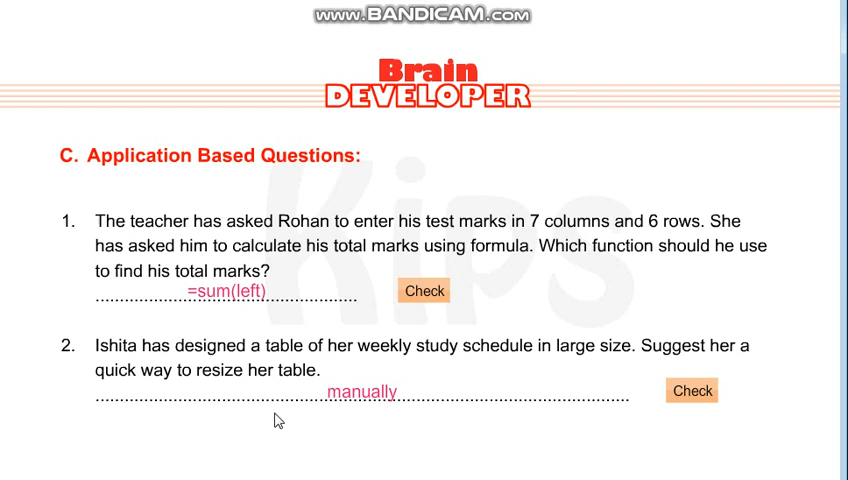 www.BANDICAM.com
Brain
DEVELOPER
C. Application Based Questions:
1. The teacher has asked Rohan to enter his test marks in 7 columns and 6 rows. She
has asked him to calculate his total marks using formula. Which function should he use
to find his total marks?
=sum(left)
Check
2. Ishita has designed a table of her weekly study schedule in large size. Suggest her a
quick way to resize her table.
manually
Check
Kips